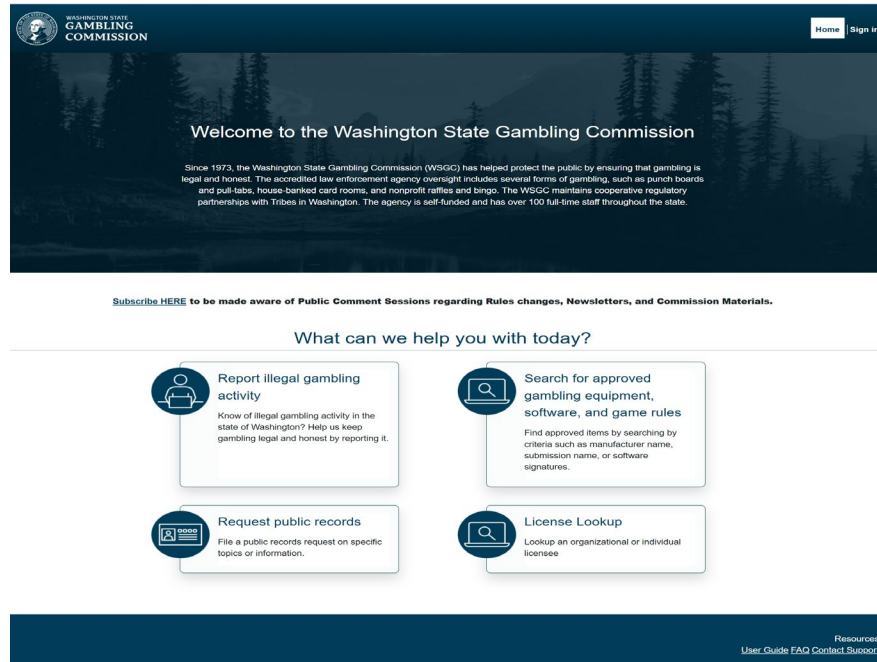 WASHINGTON STATE
GAMBLING
COMMISSION
Home
Sign in
Welcome to the Washington State Gambling Commission
Since 1973, the Washington State Gambling Commission (WSGC) has helped protect the public by ensuring that gambling is
legal and honest. The accredited law enforcement agency oversight includes several forms of gambling, such as punch boards
and pull-tabs, house-banked card rooms, and nonprofit raffles and bingo. The WSGC maintains cooperative regulatory
partnerships with Tribes in Washington. The agency is self-funded and has over 100 full-time staff throughout the state.
Subscribe HERE to be made aware of Public Comment Sessions regarding Rules changes, Newsletters, and Commission Materials.
What can we help you with today?
Report illegal gambling
activity
Know of illegal gambling activity in the
state of Washington? Help us keep
gambling legal and honest by reporting it.
Search for approved
gambling equipment,
software, and game rules
Find approved items by searching by
criteria such as manufacturer name,
submission name, or software
signatures.
Request public records
File a public records request on specific
topics or information.
License Lookup
Lookup an organizational or individual
licensee
Resources
User Guide FAQ Contact Suppor